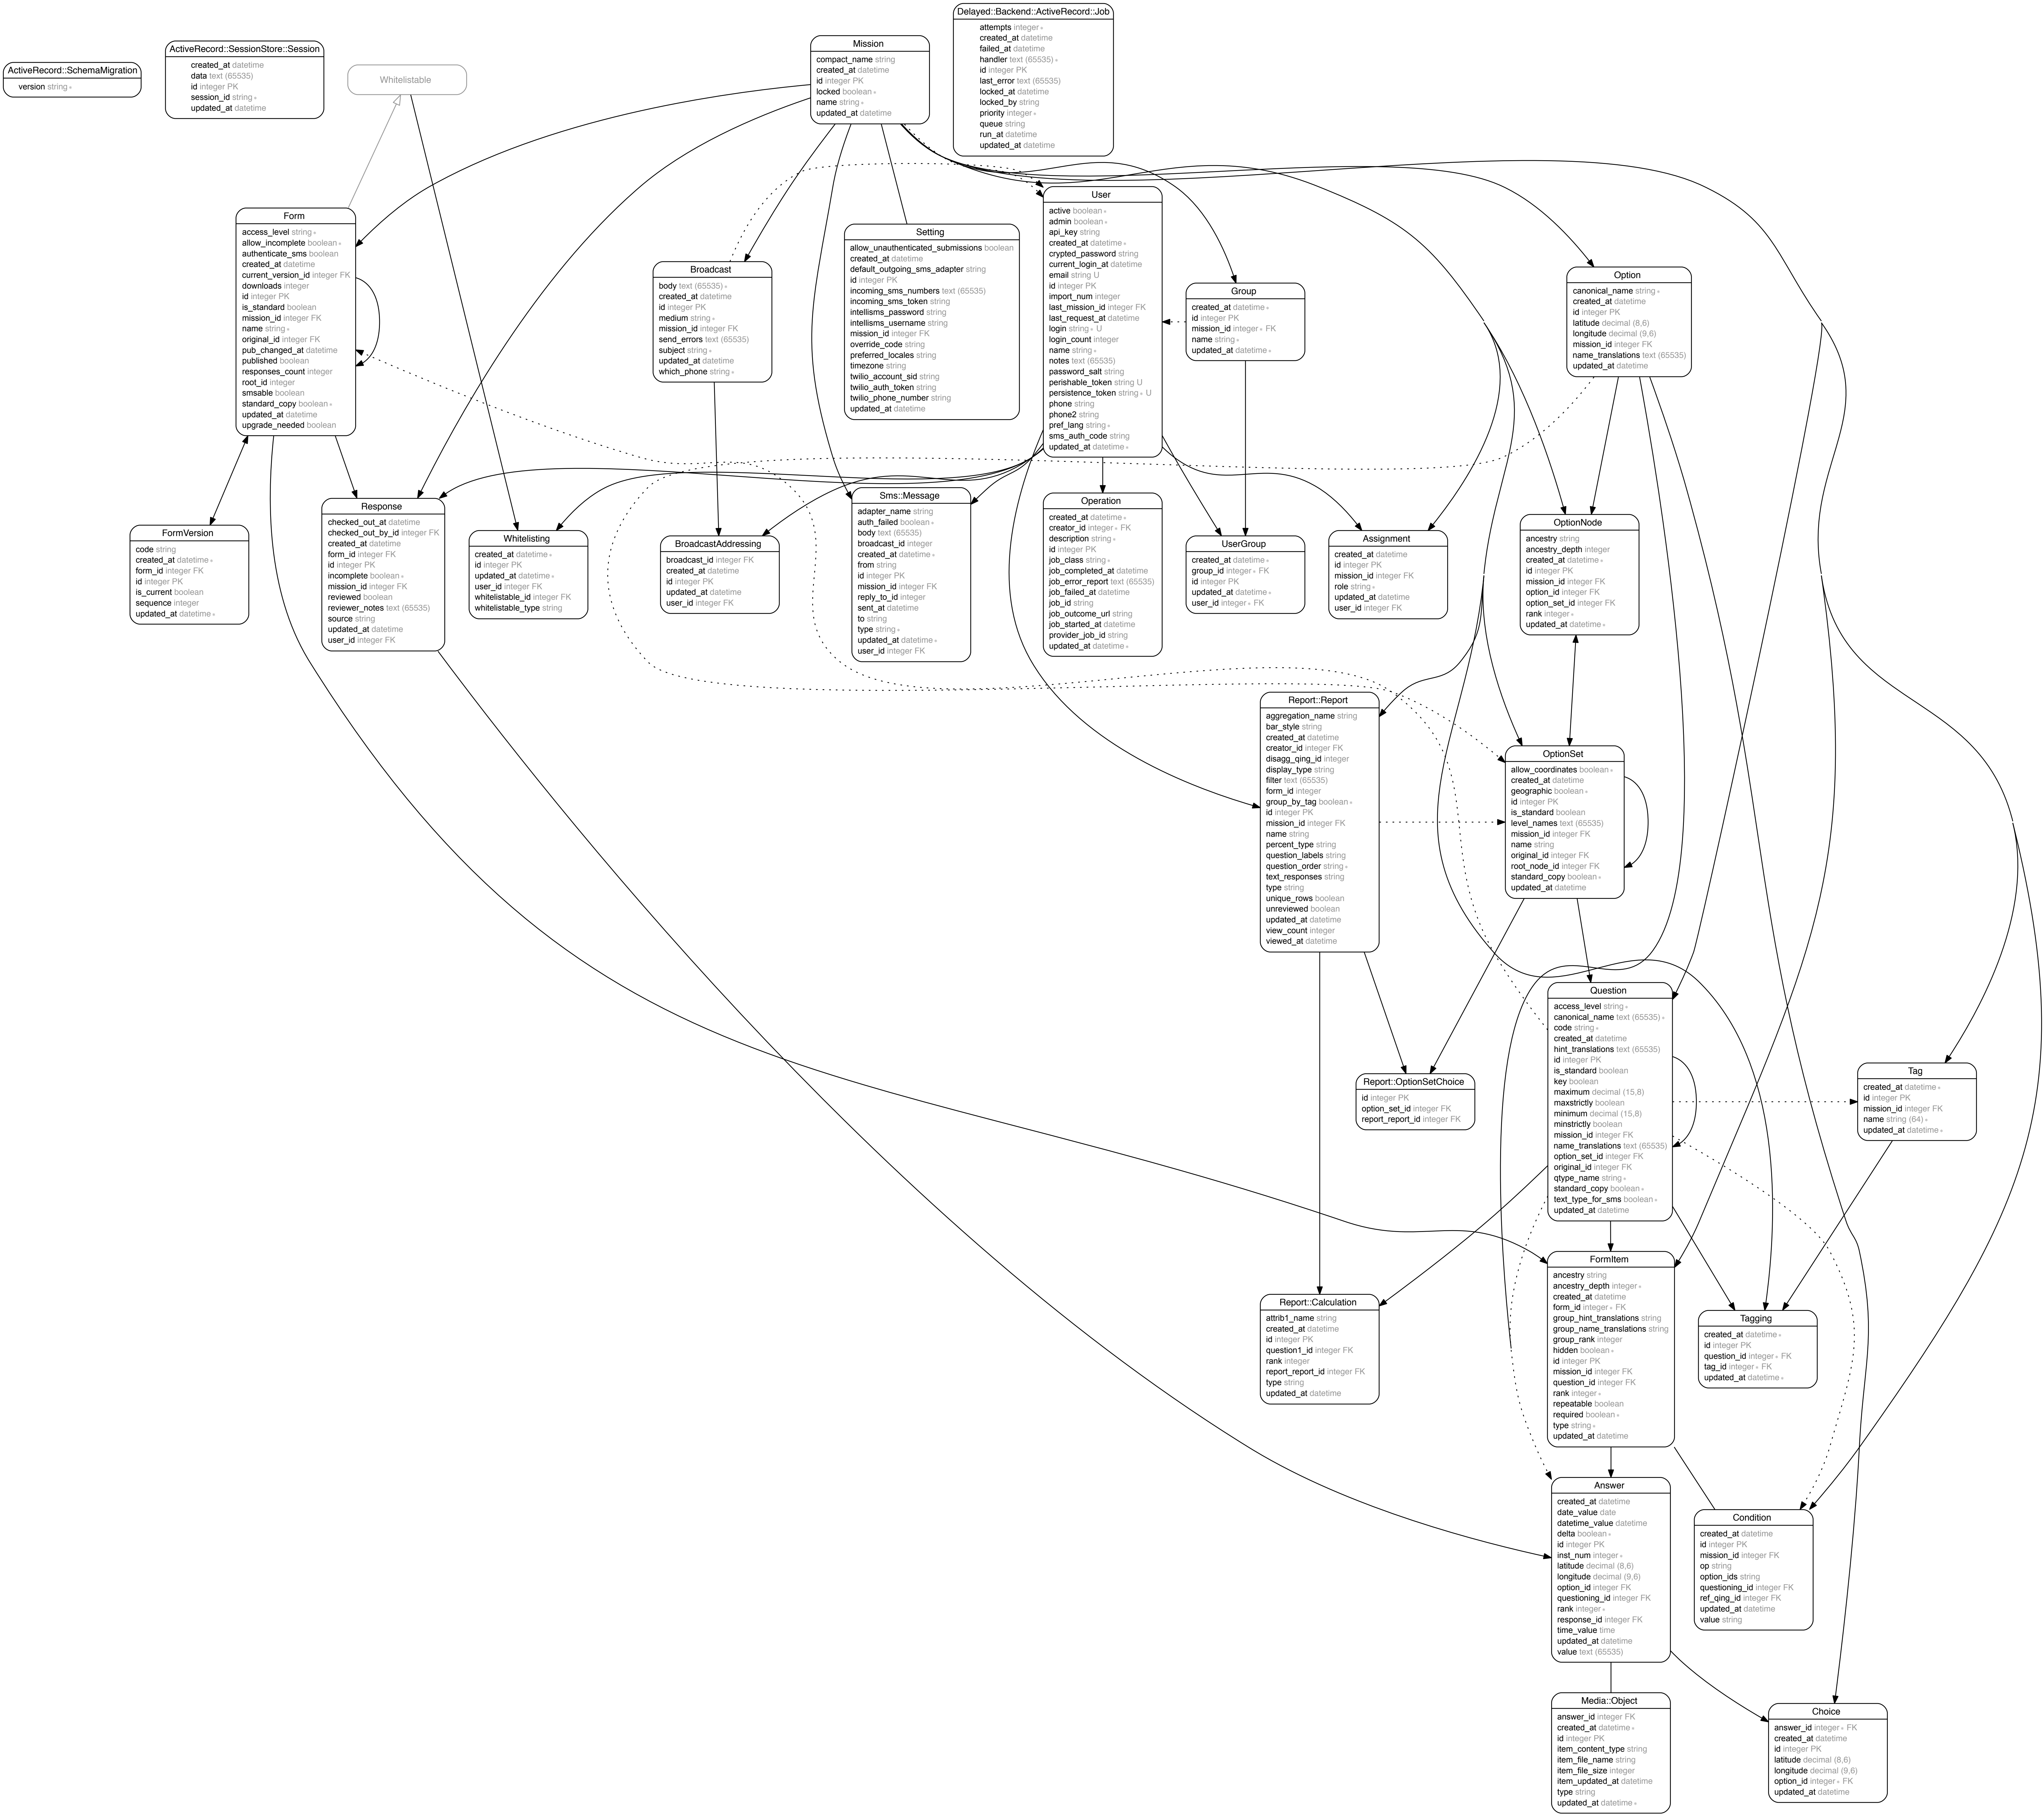 Delayed::Backend::ActiveRecord::Job
attempts integer *
created_at datetime
failed_at datetime
handler text (65535) *
id integer PK
last_error text (65535)
locked_at datetime
locked_by string
priority integer *
queue string
run_at datetime
updated_at datetime
Mission
compact_name string
created_at datetime
id integer PK
locked boolean *
name string *
updated_at datetime
ActiveRecord::SessionStore::Session
created_at datetime
data text (65535)
id integer PK
session_id string *
updated_at datetime
ActiveRecord::SchemaMigration
version string *
Whitelistable
Form
access_level string *
allow_incomplete boolean *
authenticate_sms boolean
created_at datetime
current_version_id integer FK
downloads integer
id integer PK
is_standard boolean
mission_id integer FK
name string *
original_id integer FK
pub_changed_at datetime
published boolean
responses_count integer
root_id integer
smsable boolean
standard_copy boolean *
updated_at datetime
upgrade_needed boolean
Broadcast
body text (65535) *
created_at datetime
id integer PK
medium string *
mission_id integer FK
send_errors text (65535)
subject string *
updated_at datetime
which_phone string *
Setting
allow_unauthenticated_submissions boolean
created_at datetime
default_outgoing_sms_adapter string
id integer PK
incoming_sms_numbers text (65535)
incoming_sms_token string
intellisms_password string
intellisms_username string
mission_id integer FK
override_code string
preferred_locales string
timezone string
twilio_account_sid string
twilio_auth_token string
twilio_phone_number string
updated_at datetime
User
active boolean *
admin boolean *
api_key string
created_at datetime *
crypted_password string
current_login_at datetime
email string U
id integer PK
import_num integer
last_mission_id integer FK
last_request_at datetime
login string * U
login_count integer
name string *
notes text (65535)
password_salt string
perishable_token string U
persistence_token string * U
phone string
phone2 string
pref_lang string *
sms_auth_code string
updated_at datetime *
Group
created_at datetime *
id integer PK
mission_id integer * FK
name string *
updated_at datetime *
Option
canonical_name string *
created_at datetime
id integer PK
latitude decimal (8,6)
longitude decimal (9,6)
mission_id integer FK
name_translations text (65535)
updated_at datetime
FormVersion
code string
created_at datetime *
form_id integer FK
id integer PK
is_current boolean
sequence integer
updated_at datetime *
Response
checked_out_at datetime
checked_out_by_id integer FK
created_at datetime
form_id integer FK
id integer PK
incomplete boolean *
mission_id integer FK
reviewed boolean
reviewer_notes text (65535)
source string
updated_at datetime
user_id integer FK
Whitelisting
created_at datetime *
id integer PK
updated_at datetime *
user_id integer FK
whitelistable_id integer FK
whitelistable_type string
BroadcastAddressing
broadcast_id integer FK
created_at datetime
id integer PK
updated_at datetime
user_id integer FK
Sms::Message
adapter_name string
auth_failed boolean *
body text (65535)
broadcast_id integer
created_at datetime *
from string
id integer PK
mission_id integer FK
reply_to_id integer
sent_at datetime
to string
type string *
updated_at datetime *
user_id integer FK
Operation
created_at datetime *
creator_id integer * FK
description string *
id integer PK
job_class string *
job_completed_at datetime
job_error_report text (65535)
job_failed_at datetime
job_id string
job_outcome_url string
job_started_at datetime
provider_job_id string
updated_at datetime *
UserGroup
created_at datetime *
group_id integer * FK
id integer PK
updated_at datetime *
user_id integer * FK
Assignment
created_at datetime
id integer PK
mission_id integer FK
role string *
updated_at datetime
user_id integer FK
OptionNode
ancestry string
ancestry_depth integer
created_at datetime *
id integer PK
mission_id integer FK
option_id integer FK
option_set_id integer FK
rank integer *
updated_at datetime *
Report::Report
aggregation_name string
bar_style string
created_at datetime
creator_id integer FK
disagg_qing_id integer
display_type string
filter text (65535)
form_id integer
group_by_tag boolean *
id integer PK
mission_id integer FK
name string
percent_type string
question_labels string
question_order string *
text_responses string
type string
unique_rows boolean
unreviewed boolean
updated_at datetime
view_count integer
viewed_at datetime
OptionSet
allow_coordinates boolean *
created_at datetime
geographic boolean *
id integer PK
is_standard boolean
level_names text (65535)
mission_id integer FK
name string
original_id integer FK
root_node_id integer FK
standard_copy boolean *
updated_at datetime
Question
access_level string *
canonical_name text (65535) *
code string *
created_at datetime
hint_translations text (65535)
id integer PK
is_standard boolean
key boolean
maximum decimal (15,8)
maxstrictly boolean
minimum decimal (15,8)
minstrictly boolean
mission_id integer FK
name_translations text (65535)
option_set_id integer FK
original_id integer FK
qtype_name string *
standard_copy boolean *
text_type_for_sms boolean *
updated_at datetime
Report::OptionSetChoice
id integer PK
option_set_id integer FK
report_report_id integer FK
Tag
created_at datetime *
id integer PK
mission_id integer FK
name string (64) *
updated_at datetime *
FormItem
ancestry string
ancestry_depth integer *
created_at datetime
form_id integer * FK
group_hint_translations string
group_name_translations string
group_rank integer
hidden boolean *
id integer PK
mission_id integer FK
question_id integer FK
rank integer *
repeatable boolean
required boolean *
type string *
updated_at datetime
Report::Calculation
attrib1_name string
created_at datetime
id integer PK
question1_id integer FK
rank integer
report_report_id integer FK
type string
updated_at datetime
Tagging
created_at datetime *
id integer PK
question_id integer * FK
tag_id integer * FK
updated_at datetime *
Answer
created_at datetime
date_value date
datetime_value datetime
delta boolean *
id integer PK
inst_num integer *
latitude decimal (8,6)
longitude decimal (9,6)
option_id integer FK
questioning_id integer FK
rank integer *
response_id integer FK
time_value time
updated_at datetime
value text (65535)
Condition
created_at datetime
id integer PK
mission_id integer FK
op string
option_ids string
questioning_id integer FK
ref_qing_id integer FK
updated_at datetime
value string
Media::Object
answer_id integer FK
created_at datetime *
id integer PK
item_content_type string
item_file_name string
item_file_size integer
item_updated_at datetime
type string
updated_at datetime *
Choice
answer_id integer * FK
created_at datetime
id integer PK
latitude decimal (8,6)
longitude decimal (9,6)
option_id integer * FK
updated_at datetime